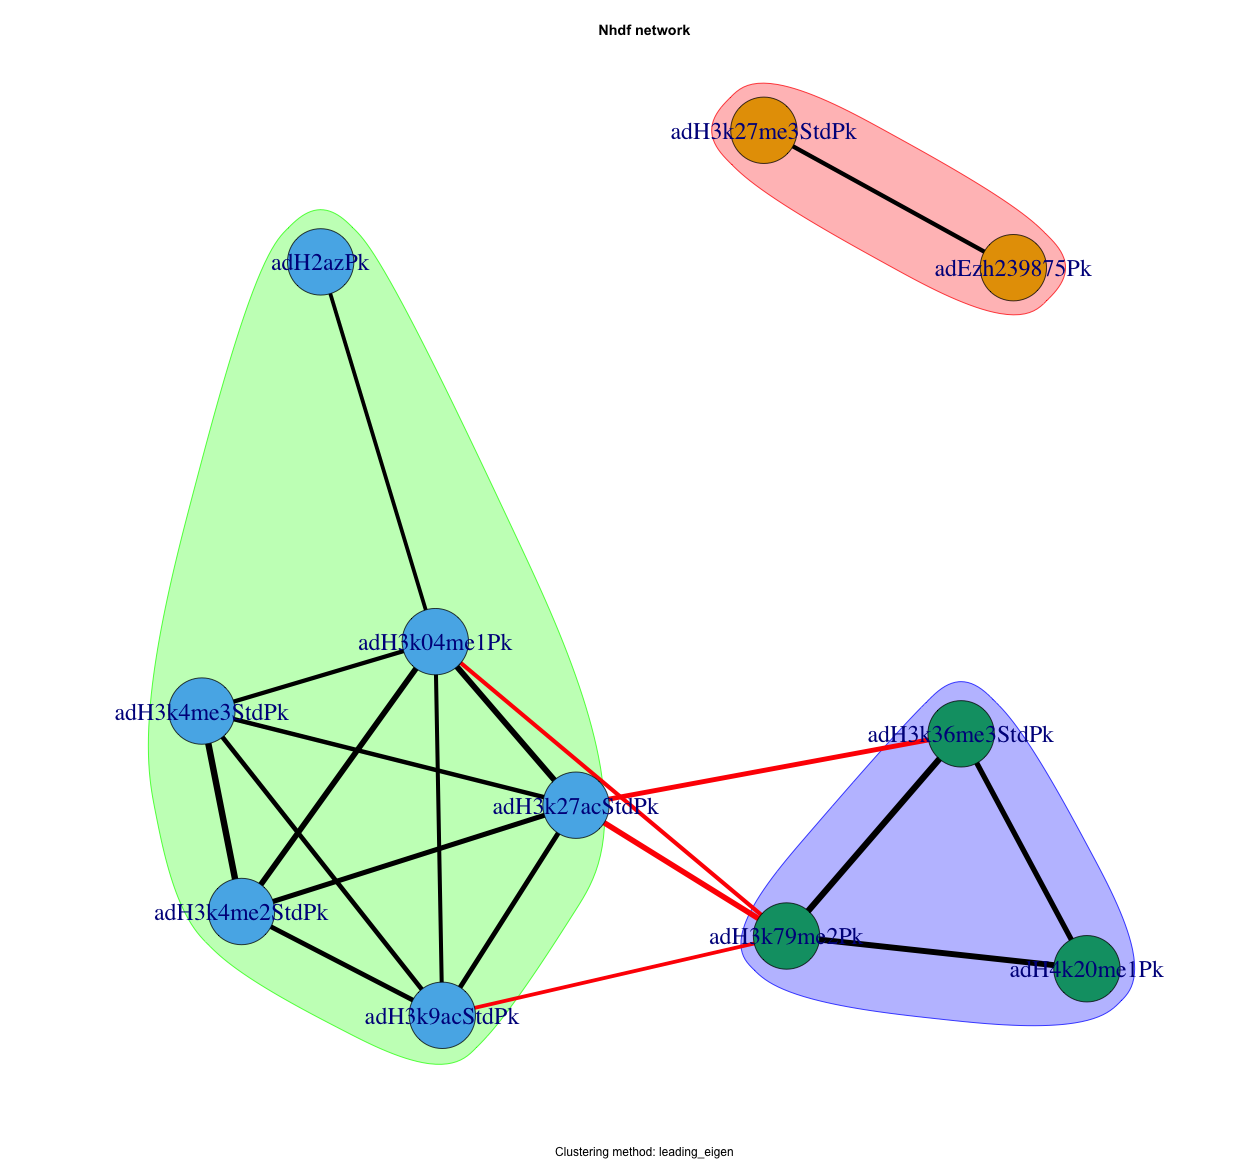 Nhdf network
adH3k27me3StdPk
adH2azPk
adEzh239875Pk
adH3k04me1Pk
adH3k4me3StdPk
adH3k36me3StdPk
adH3k27acStdPk
adH3k4me2StdPk
adH3k79me2Pk
adH4k20me1Pk
adH3k9acStdPk
Clustering method: leading_eigen